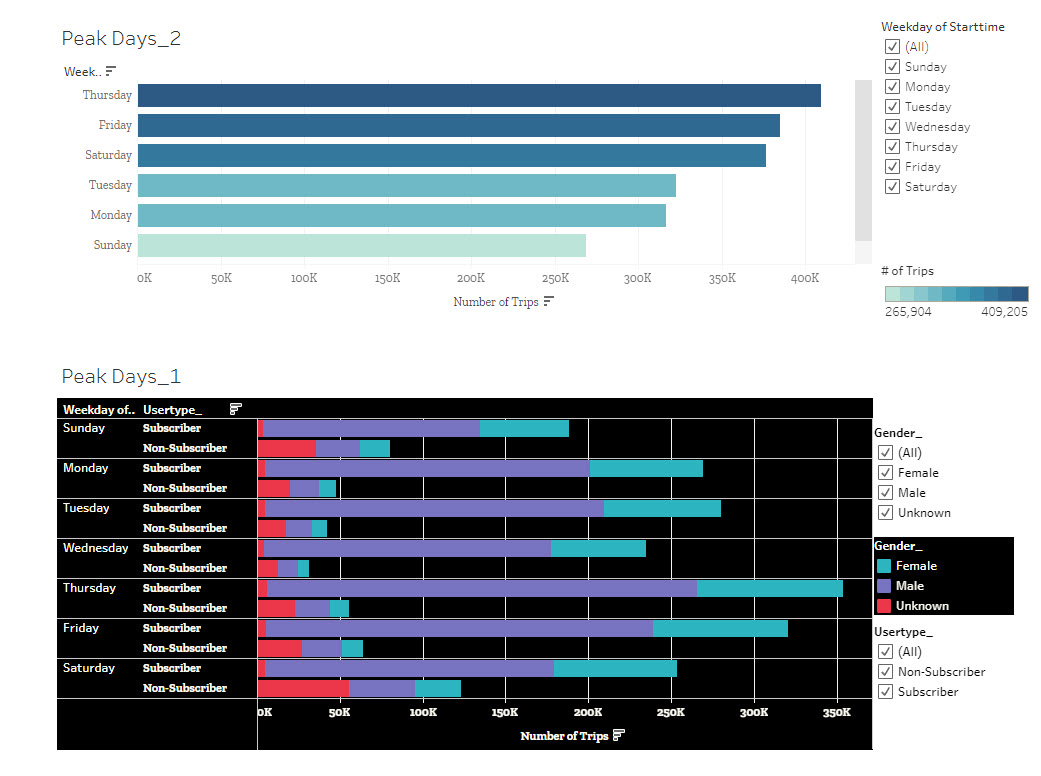 Peak Days_2
Week..
Thursday
Friday
Saturday
Tuesday
Monday
Sunday
0K 50K 100K 150K 200K 250K 300K 350K 400K
Number of Trips
Weekday of Starttime
(All)
Sunday
Monday
Tuesday
Wednesday
Thursday
Friday
Saturday
# of Trips
265,904 409,205
Peak Days_1
Weekday of.. Usertype_
Sunday Subscriber
Non-Subscriber
Monday Subscriber
Non-Subscriber
Tuesday Subscriber
Non-Subscriber
Wednesday Subscriber
Non-Subscriber
Thursday Subscriber
Non-Subscriber
Friday Subscriber
Non-Subscriber
Saturday Subscriber
Non-Subscriber
0K 50K 100K 150K 200K 250K 300K 350K
Number of Trips
Gender_
(All)
Female
Male
Unknown
Gender_
Female
Male
Unknown
Usertype_
(All)
Non-Subscriber
Subscriber